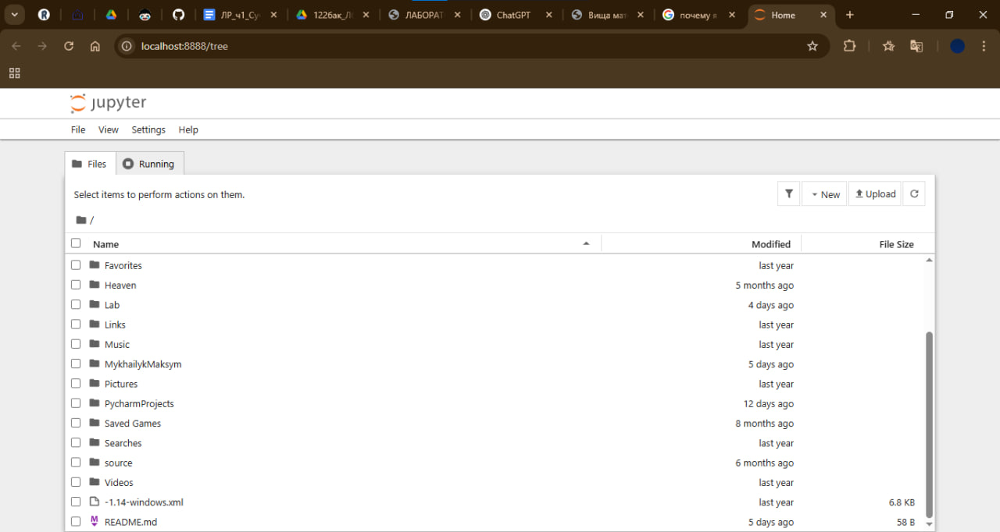 ЛР_ч1_Су
122бак_Л
ЛАБОРАТ
ChatGPT
Вища мат
почему я
Home
localhost:8888/tree
jupyter
File View Settings Help
Files Running
Select items to perform actions on them.
New Upload
/
Name Modified File Size
Favorites last year
Heaven 5 months ago
Lab 4 days ago
Links last year
Music last year
MykhailykMaksym 5 days ago
Pictures last year
PycharmProjects 12 days ago
Saved Games 8 months ago
Searches last year
source 6 months ago
Videos last year
-1.14-windows.xml last year 6.8 KB
README.md 5 days ago 58 B